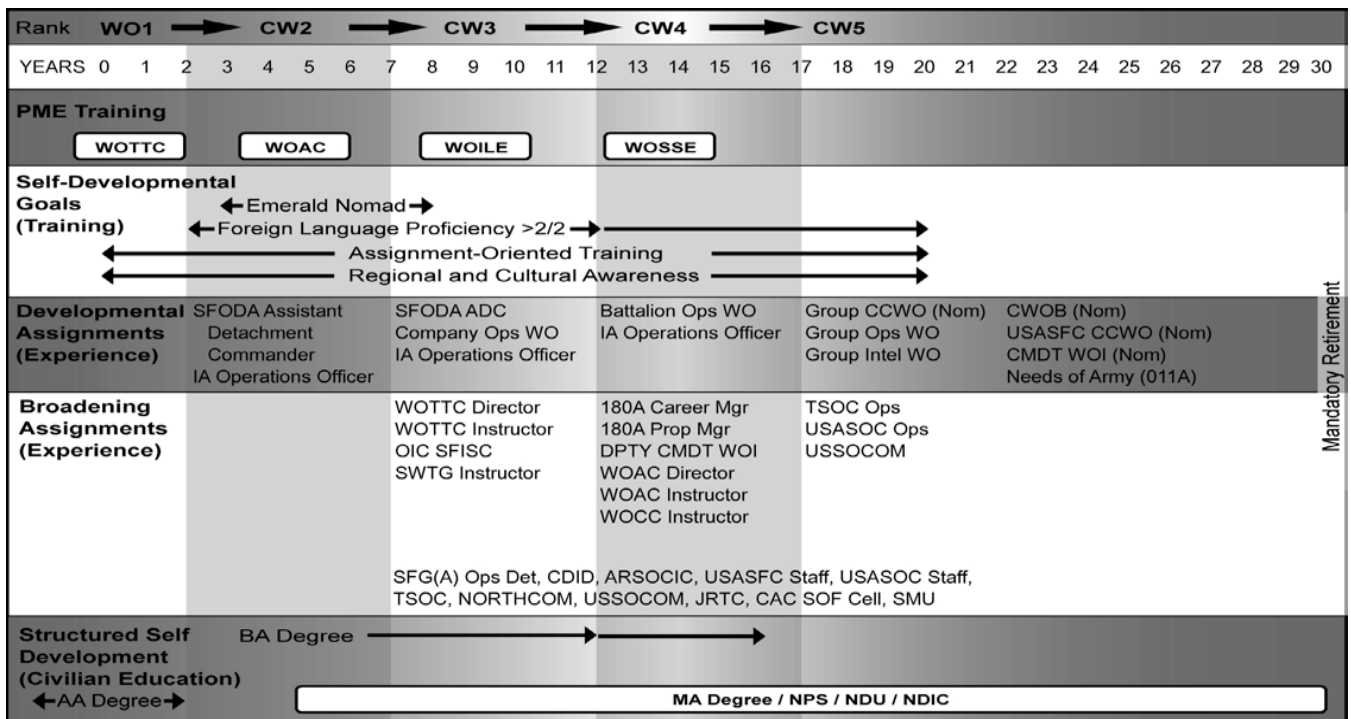 Rank WO1 CW2 CW3 CW4 CW5
YEARS 0 1 2 3 4 5 6 7 8 9 10 11 12 13 14 15 16 17 18 19 20 21 22 23 24 25 26 27 28 29 30
PME Training
WOTTC WOAC WOILE WOSSE
Self-Developmental
Goals
(Training)
Emerald Nomad
Foreign Language Proficiency >2/2
Assignment-Oriented Training
Regional and Cultural Awareness
Developmental
Assignments
(Experience)
SFODA Assistant
Detachment
Commander
IA Operations Officer
SFODA ADC
Company Ops WO
IA Operations Officer
Battalion Ops WO
IA Operations Officer
Group CCWO (Nom)
Group Ops WO
Group Intel WO
CWOB (Nom)
USASFC CCWO (Nom)
CMDT WOI (Nom)
Needs of Army (011A)
Broadening
Assignments
(Experience)
WOTTC Director
WOTTC Instructor
OIC SFISC
SWTG Instructor
180A Career Mgr
180A Prop Mgr
DPTY CMDT WOI
WOAC Director
WOAC Instructor
WOCC Instructor
TSOC Ops
USASOC Ops
USSOCOM
SFG(A) Ops Det, CDID, ARSOCIC, USASFC Staff, USASOC Staff,
TSOC, NORTHCOM, USSOCOM, JRTC, CAC SOF Cell, SMU
Mandatory Retirement
Structured Self
Development
(Civilian Education)
AA Degree
BA Degree
MA Degree / NPS / NDU / NDIC